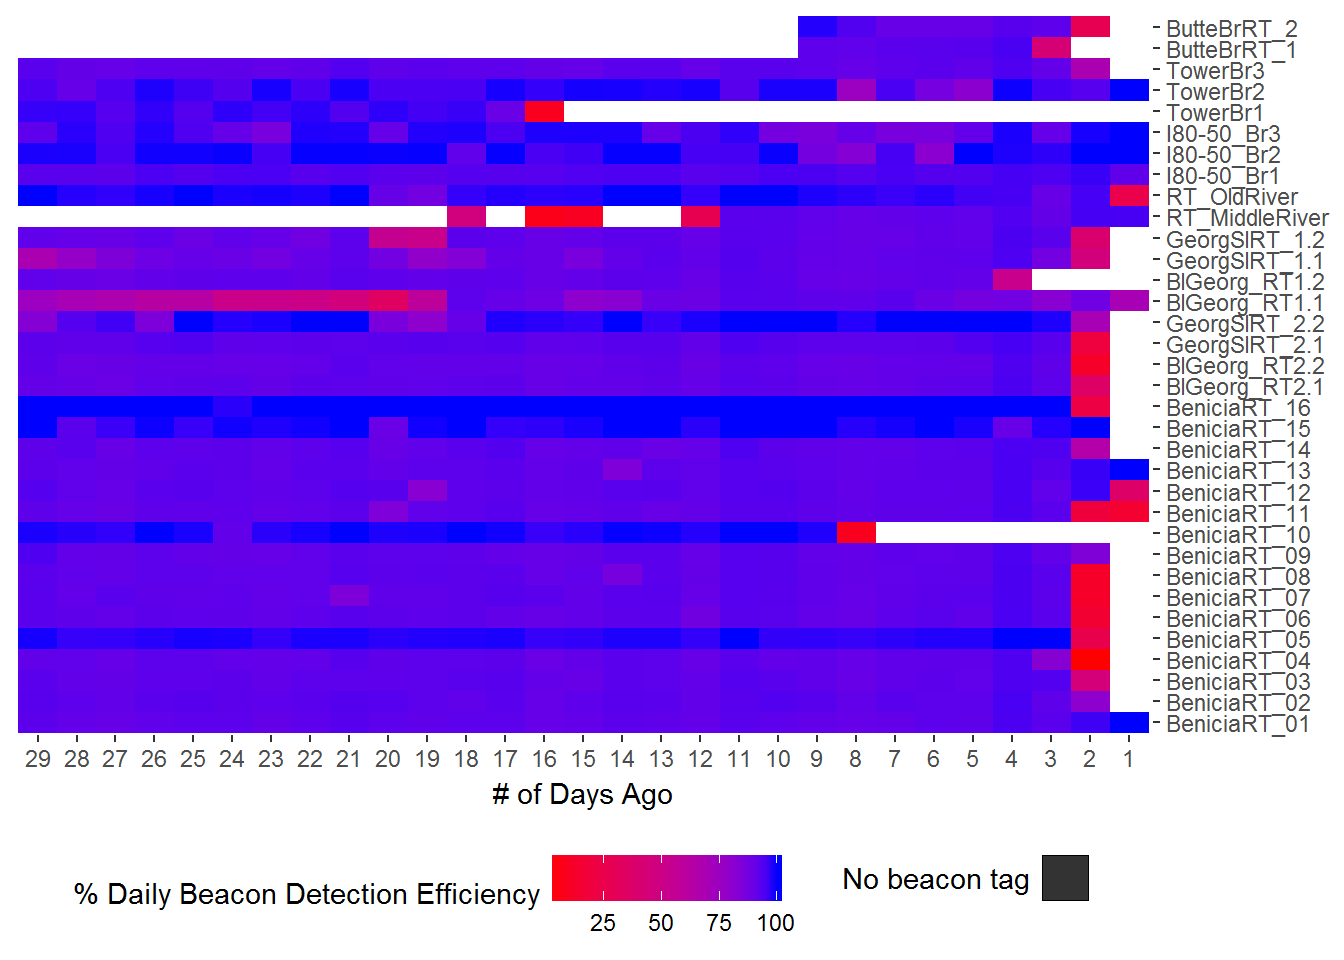 ButteBrRT_2
ButteBrRT_1
TowerBr3
TowerBr2
TowerBr1
I80-50_Br3
I80-50_Br2
I80-50_Br1
RT_OldRiver
RT_MiddleRiver
GeorgSlRT_1.2
GeorgSlRT_1.1
BlGeorg_RT1.2
BlGeorg_RT1.1
GeorgSlRT_2.2
GeorgSlRT_2.1
BlGeorg_RT2.2
BlGeorg_RT2.1
BeniciaRT_16
BeniciaRT_15
BeniciaRT_14
BeniciaRT_13
BeniciaRT_12
BeniciaRT_11
BeniciaRT_10
BeniciaRT_09
BeniciaRT_08
BeniciaRT_07
BeniciaRT_06
BeniciaRT_05
BeniciaRT_04
BeniciaRT_03
BeniciaRT_02
BeniciaRT_01
29 28 27 26 25 24 23 22 21 20 19 18 17 16 15 14 13 12 11 10 9 8 7 6 5 4 3 2 1
# of Days Ago
% Daily Beacon Detection Efficiency
25 50 75 100
No beacon tag